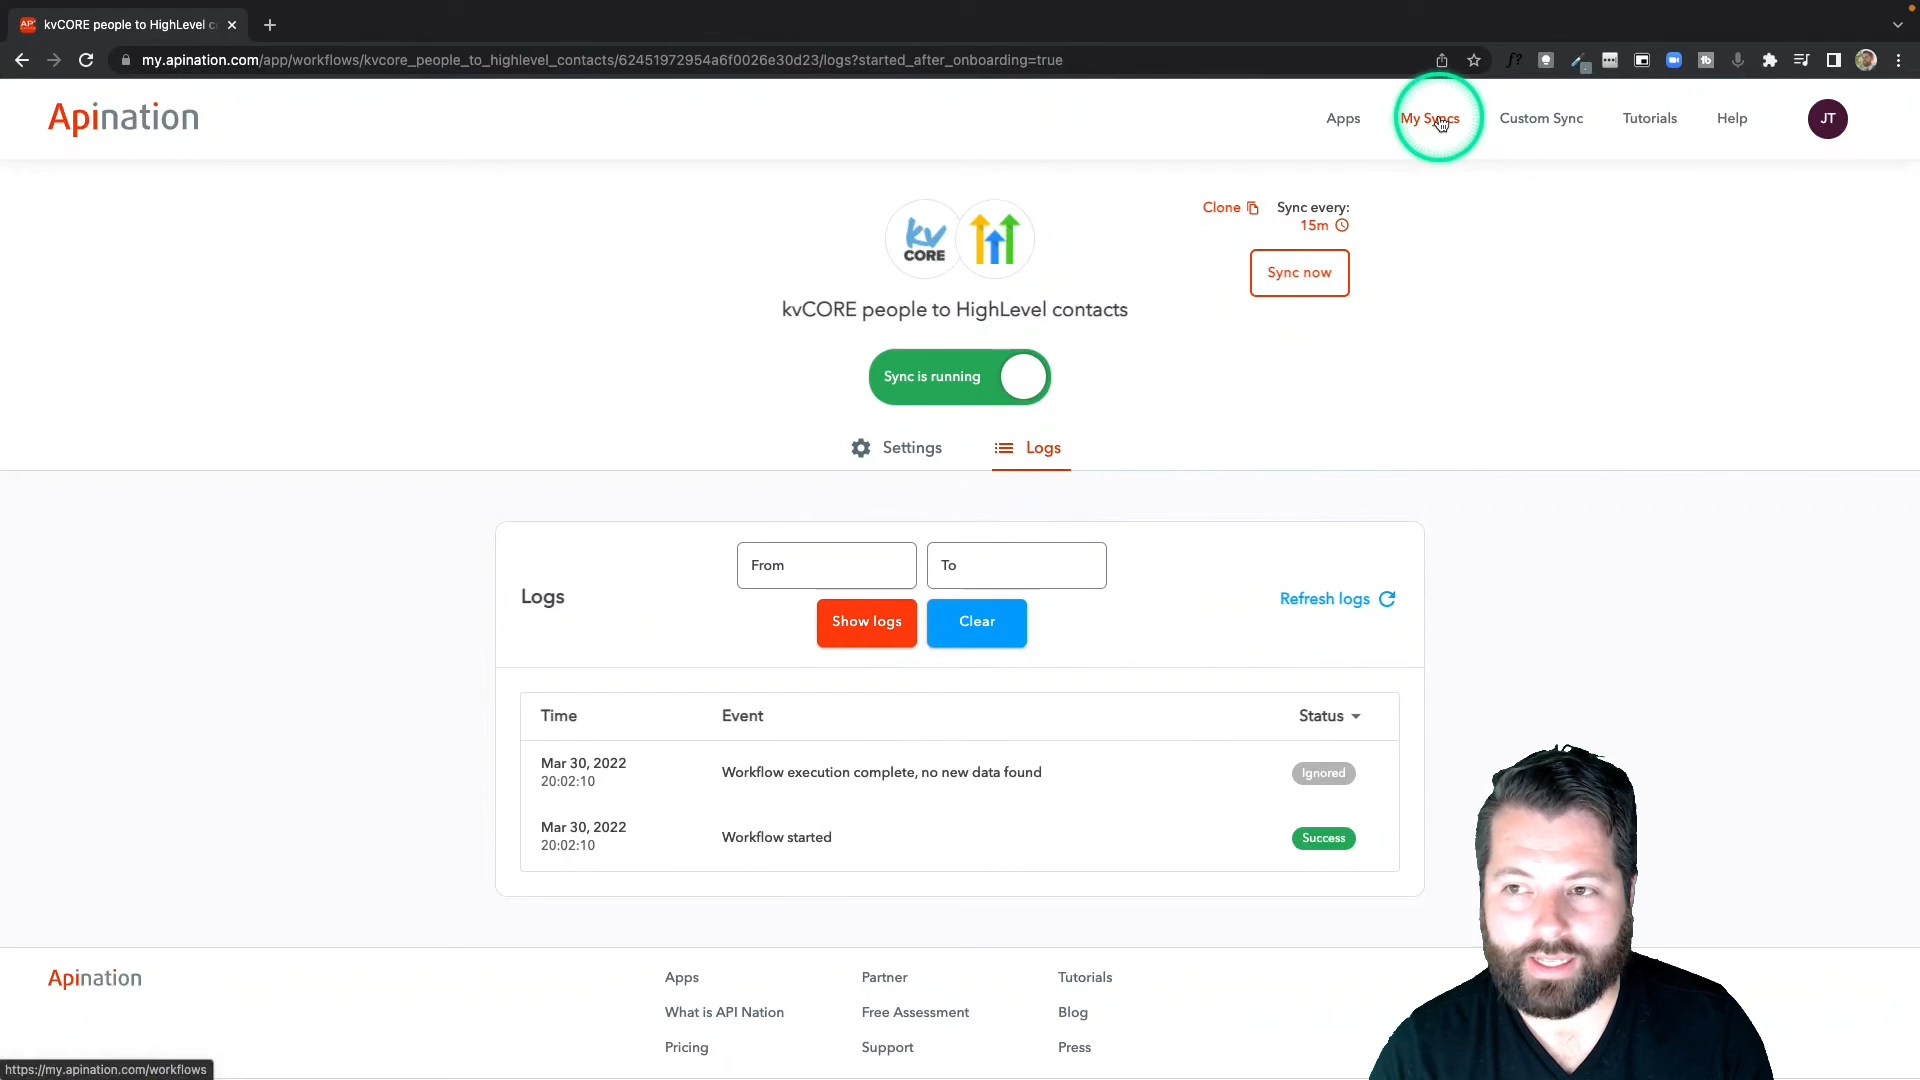 kvCORE people to HighLevel c
my.apination.com/app/workflows/kvcore_people_to_highlevel_contacts/62451972954a6f0026e30d23/logs?started_after_onboarding=true
Apination
Apps
My Syncs
Custom Sync
Tutorials
Help
JT
kv CORE
Clone
Sync every:
15m
Sync now
kvCORE people to HighLevel contacts
Sync is running
Settings
Logs
Logs
From
To
Show logs
Clear
Refresh logs
Time
Event
Status
Mar 30, 2022
20:02:10
Workflow execution complete, no new data found
Ignored
Mar 30, 2022
20:02:10
Workflow started
Success
Apination
Apps
Partner
Tutorials
What is API Nation
Free Assessment
Blog
Pricing
Support
Press
https://my.apination.com/workflows